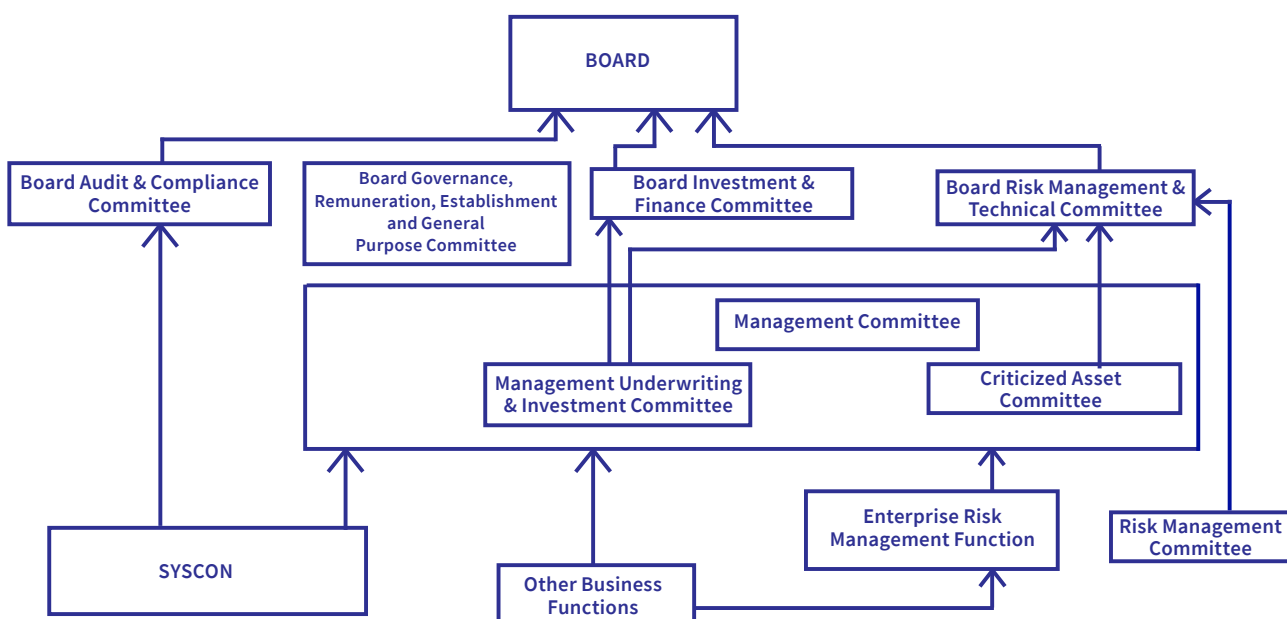 BOARD
Board Audit & Compliance
Committee
Board Governance,
Remuneration, Establishment
and General
Purpose Committee
Board Investment &
Finance Committee
Board Risk Management &
Technical Committee
Management Committee
Management Underwriting
& Investment Committee
Criticized Asset
Committee
SYSCON
Other Business
Functions
Enterprise Risk
Management Function
Risk Management
Committee